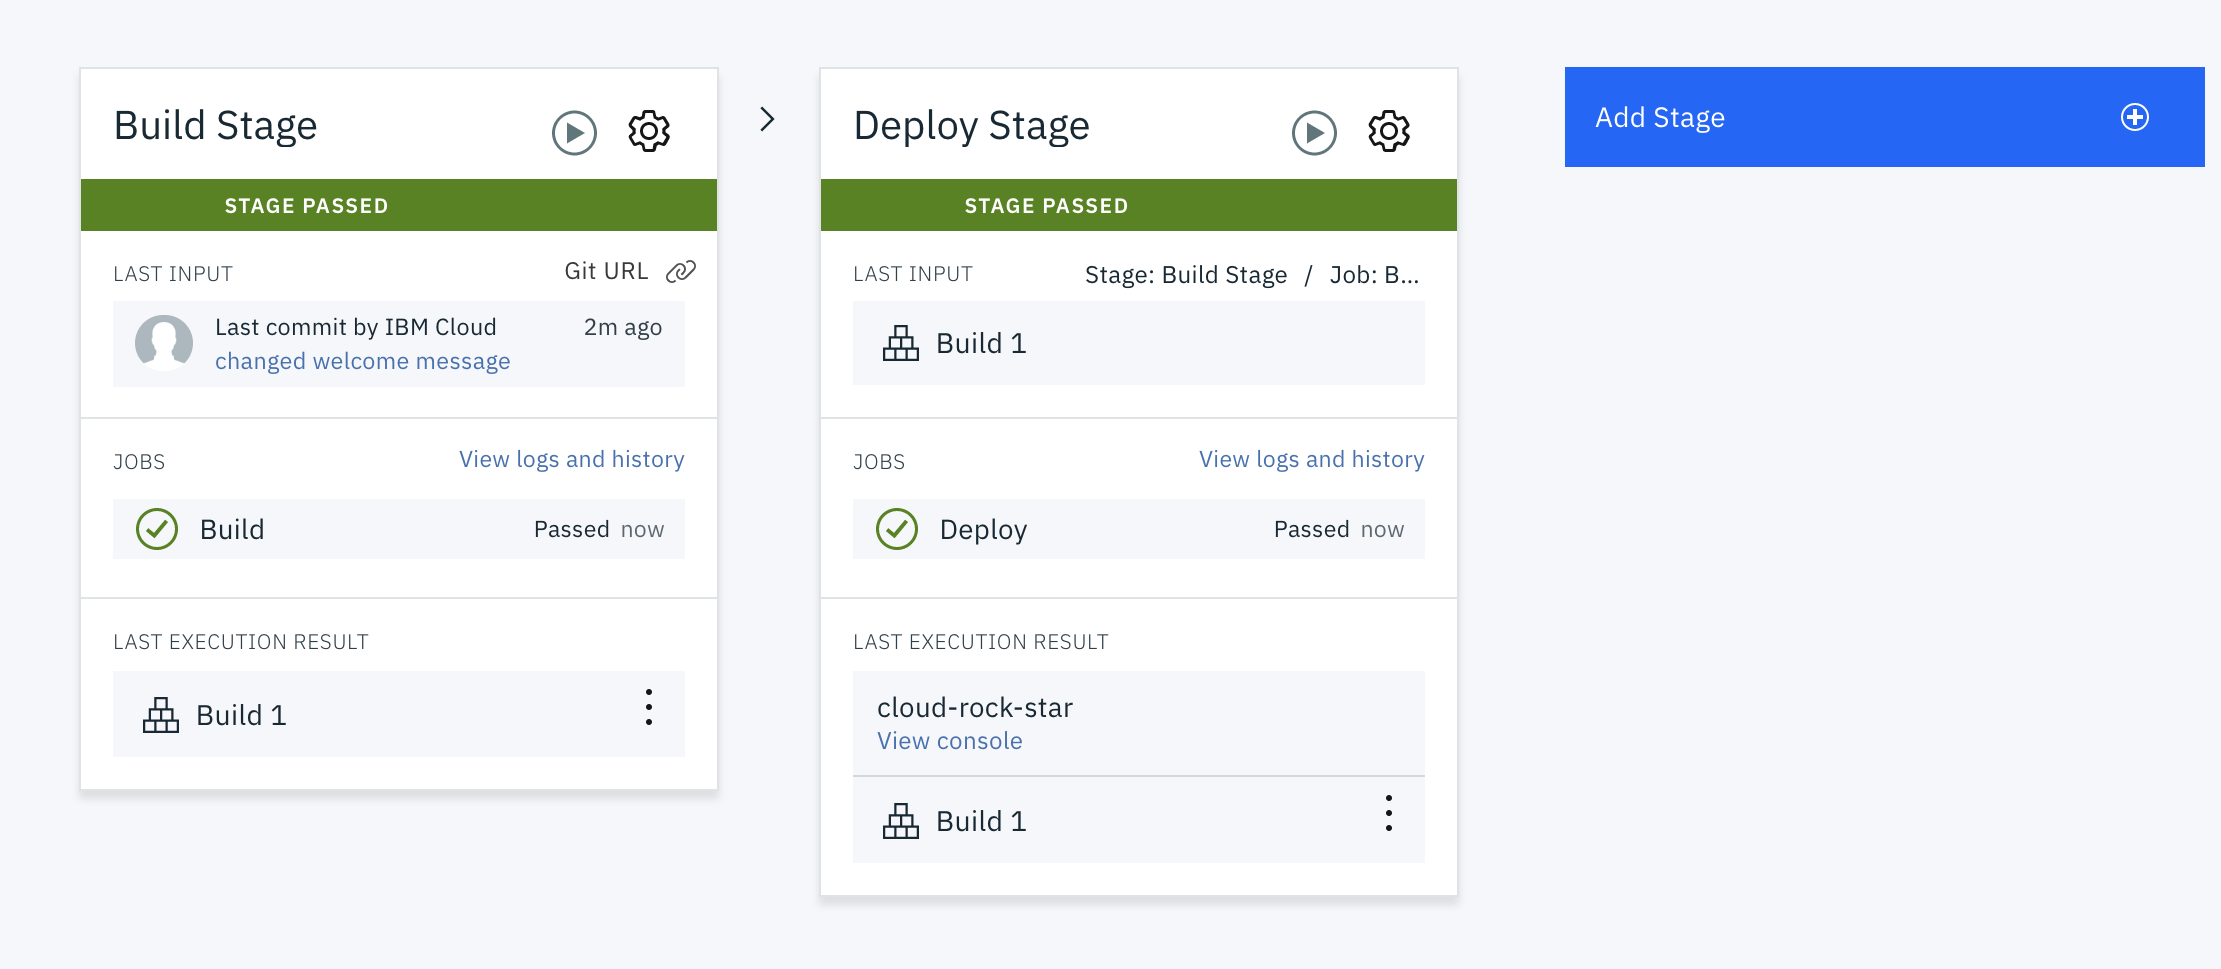 Build Stage
STAGE PASSED
LAST INPUT
Git URL
Last commit by IBM Cloud
2m ago
changed welcome message
JOBS
View logs and history
Build
Passed now
LAST EXECUTION RESULT
Build 1
Deploy Stage
STAGE PASSED
LAST INPUT
Stage: Build Stage / Job: B...
Build 1
JOBS
View logs and history
Deploy
Passed now
LAST EXECUTION RESULT
cloud-rock-star
View console
Build 1
Add Stage